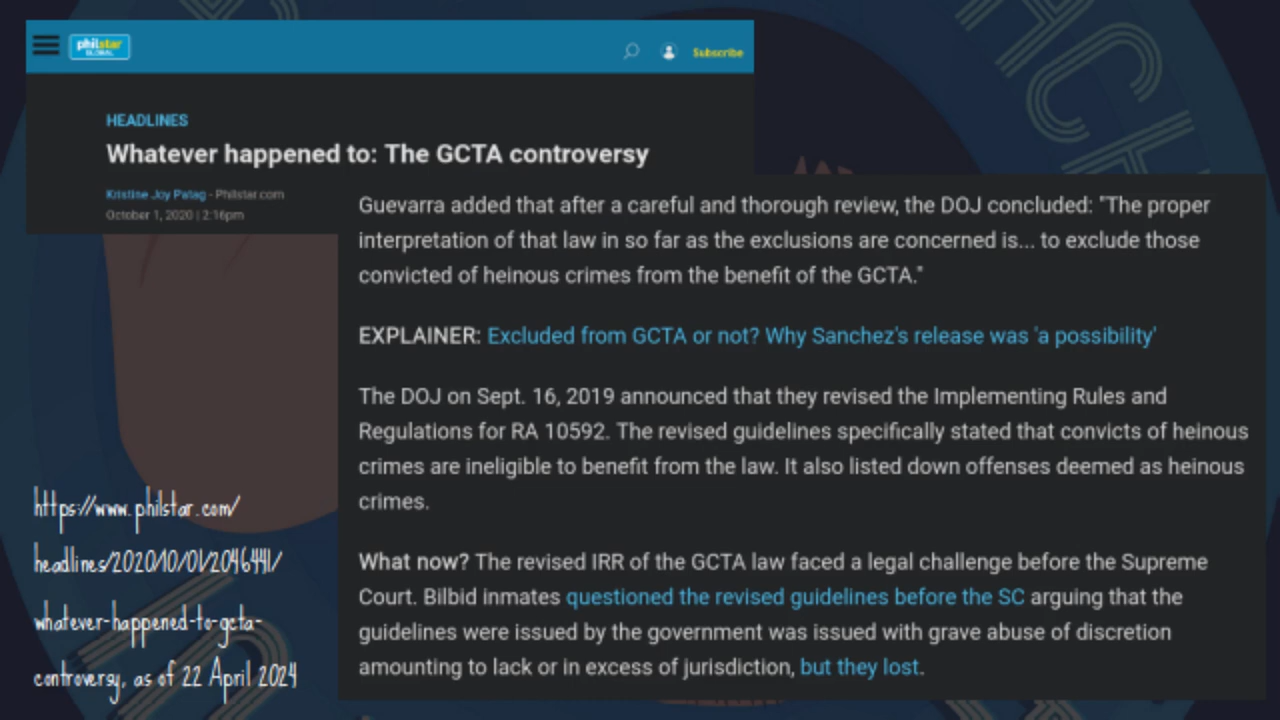 philstar
GLOBAL
Subscribe
HEADLINES
Whatever happened to: The GCTA controversy
Kristine Joy Patag - Philstar.com
October 1, 2020 | 2:16pm
Guevarra added that after a careful and thorough review, the DOJ concluded: "The proper
interpretation of that law in so far as the exclusions are concerned is... to exclude those
convicted of heinous crimes from the benefit of the GCTA."
EXPLAINER: Excluded from GCTA or not? Why Sanchez's release was 'a possibility'
The DOJ on Sept. 16, 2019 announced that they revised the Implementing Rules and
Regulations for RA 10592. The revised guidelines specifically stated that convicts of heinous
crimes are ineligible to benefit from the law. It also listed down offenses deemed as heinous
crimes.
What now? The revised IRR of the GCTA law faced a legal challenge before the Supreme
Court. Bilbid inmates questioned the revised guidelines before the SC arguing that the
guidelines were issued by the government was issued with grave abuse of discretion
amounting to lack or in excess of jurisdiction, but they lost.
https://www.philstar.com/
headlines/2020/10/01/2046441/
whatever-happened-to-gcta-
controversy, as of 22 April 2024